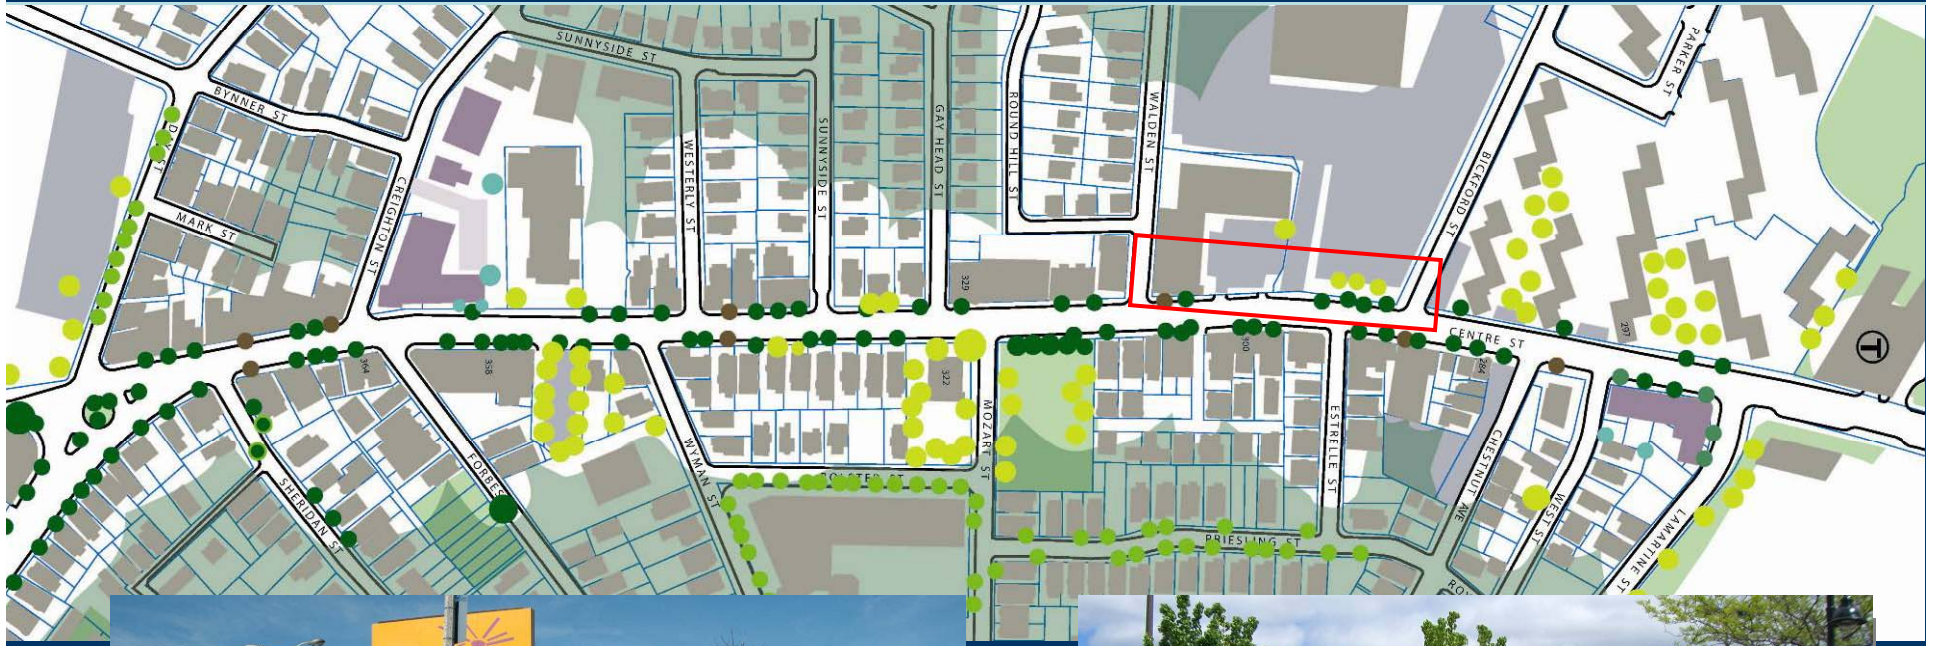 SUNNYSIDE ST
PARKER ST
BYNNER ST
DAY ST
MARK ST
CREIGHTON ST
WESTERLY ST
SUNNYSIDE ST
GAY HEAD ST
ROUND HILL ST
WALDEN ST
BICKFORD ST
329
297
CENTRE ST
T
364
358
322
300
284
MOZART ST
ESTRELLE ST
CHESTNUT AVE
WEST ST
LAMARTINE ST
FORBES
WYMAN ST
SHERIDAN ST
PRIESLING ST